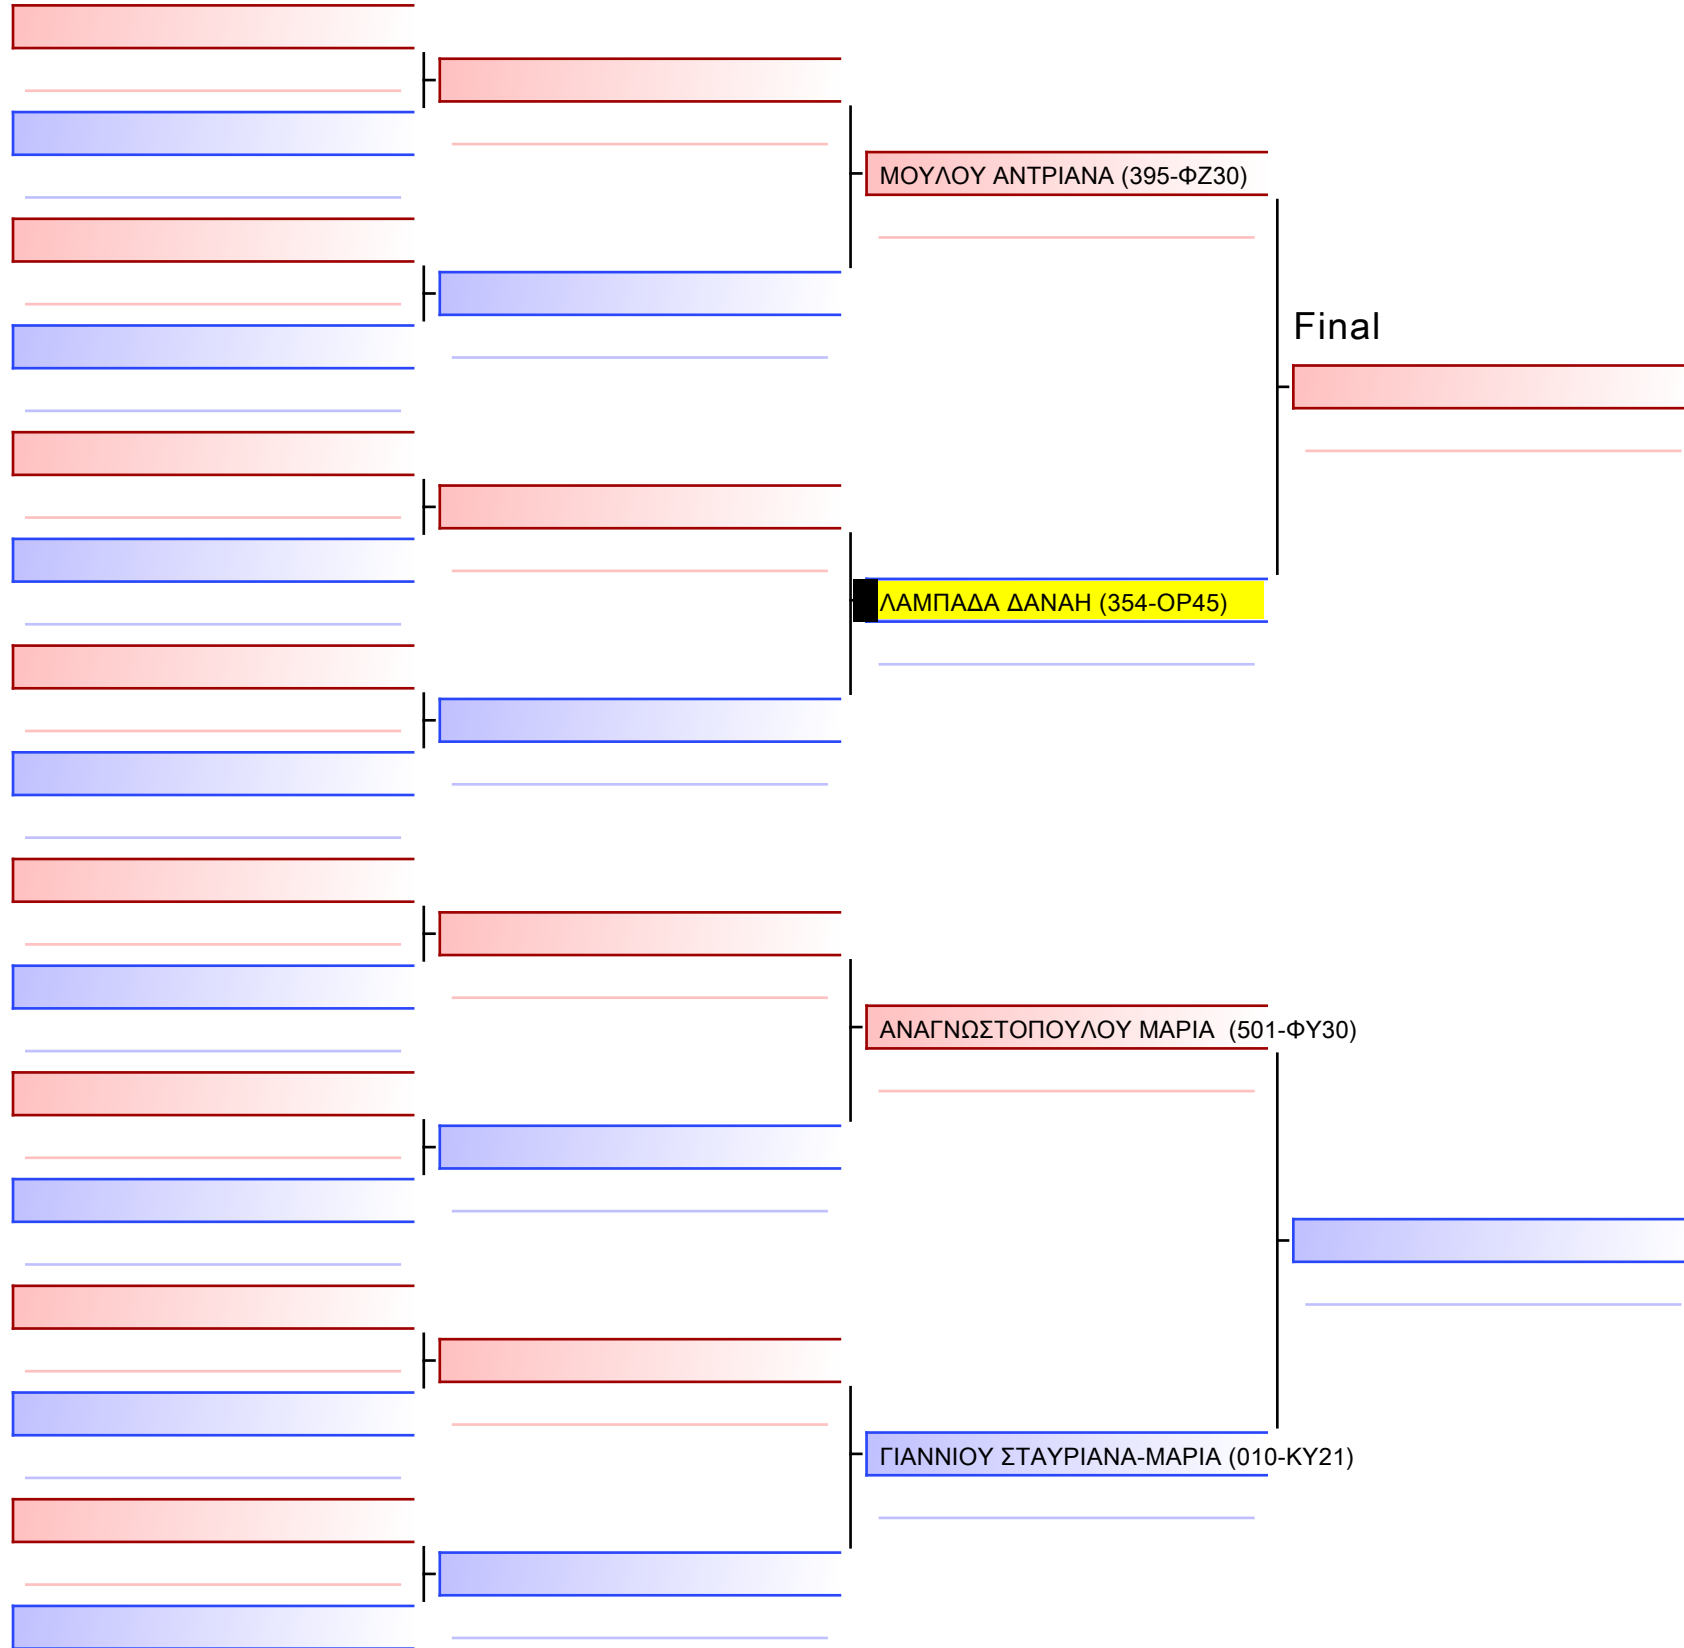 ΜΟΥΛΟΥ ΑΝΤΡΙΑΝΑ (395-ΦΖ30)
Final
ΛΑΜΠΑΔΑ ΔΑΝΑΗ (354-ΟΡ45)
ΑΝΑΓΝΩΣΤΟΠΟΥΛΟΥ ΜΑΡΙΑ (501-ΦΥ30)
ΓΙΑΝΝΙΟΥ ΣΤΑΥΡΙΑΝΑ-ΜΑΡΙΑ (010-ΚΥ21)